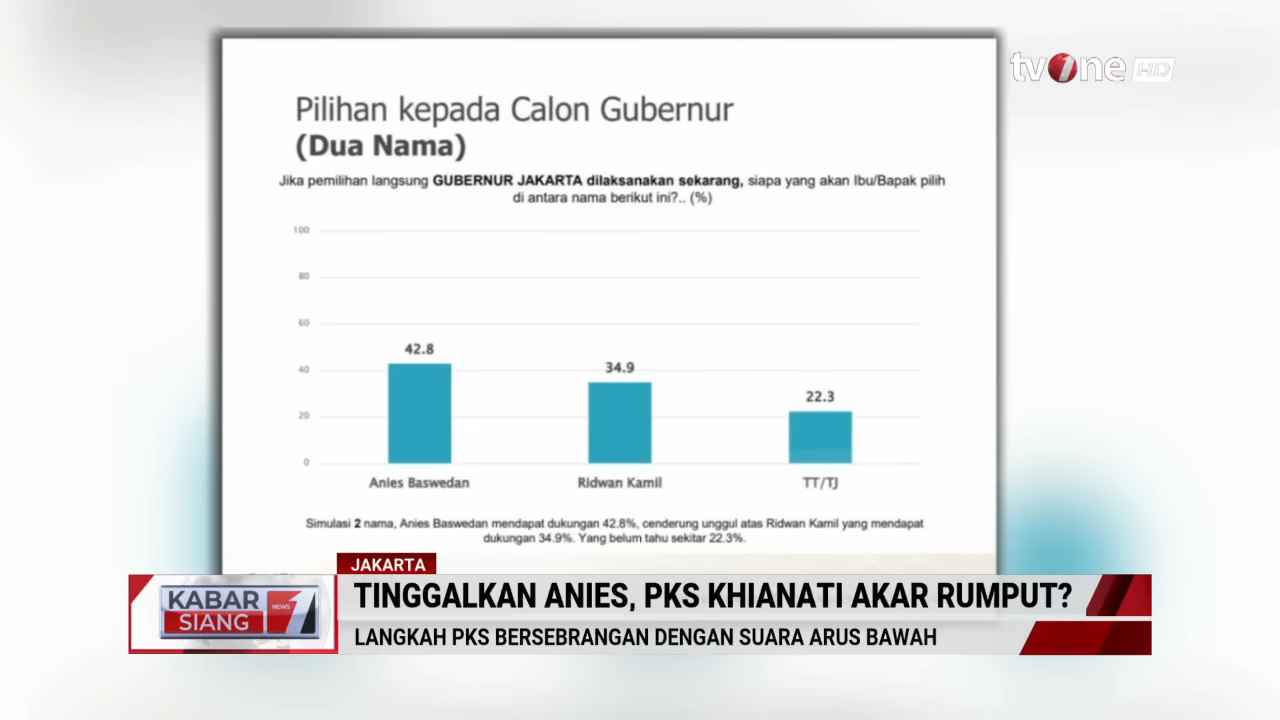 tvOne HD
Pilihan kepada Calon Gubernur
(Dua Nama)
Jika pemilihan langsung GUBERNUR JAKARTA dilaksanakan sekarang, siapa yang akan Ibu/Bapak pilih
di antara nama berikut ini?.. (%)
100
80
60
40
20
0
42.8
34.9
22.3
Anies Baswedan
Ridwan Kamil
TT/TJ
Simulasi 2 nama, Anies Baswedan mendapat dukungan 42.8%, cenderung unggul atas Ridwan Kamil yang mendapat
dukungan 34.9%. Yang belum tahu sekitar 22.3%.
JAKARTA
KABAR
SIANG
NEWS 1
TINGGALKAN ANIES, PKS KHIANATI AKAR RUMPUT?
LANGKAH PKS BERSEBRANGAN DENGAN SUARA ARUS BAWAH